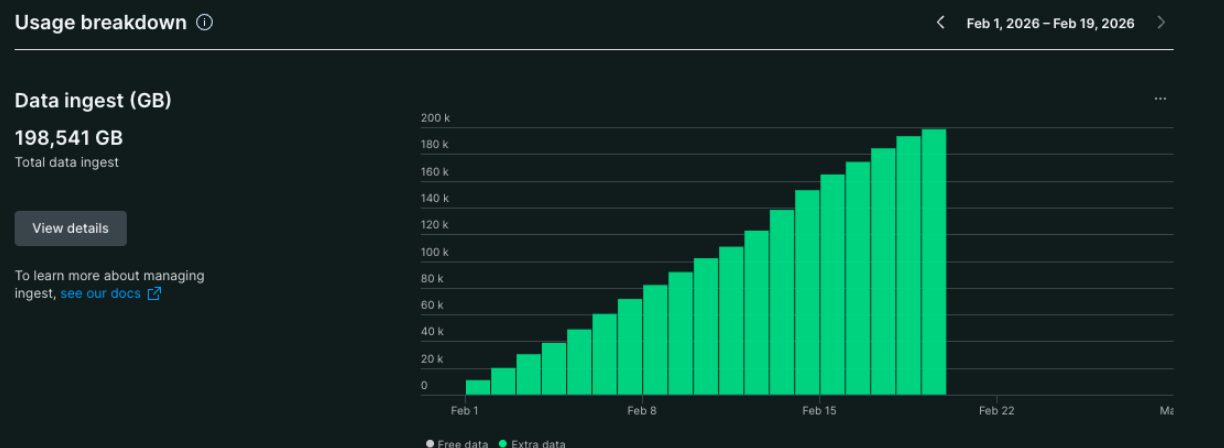 Usage breakdown
Feb 1, 2026 – Feb 19, 2026
Data ingest (GB)
198,541 GB
Total data ingest
View details
To learn more about managing
ingest, see our docs
200 k
180 k
160 k
140 k
120 k
100 k
80 k
60 k
40 k
20 k
0
Feb 1 Feb 8 Feb 15 Feb 22 Ma
Free data Extra data